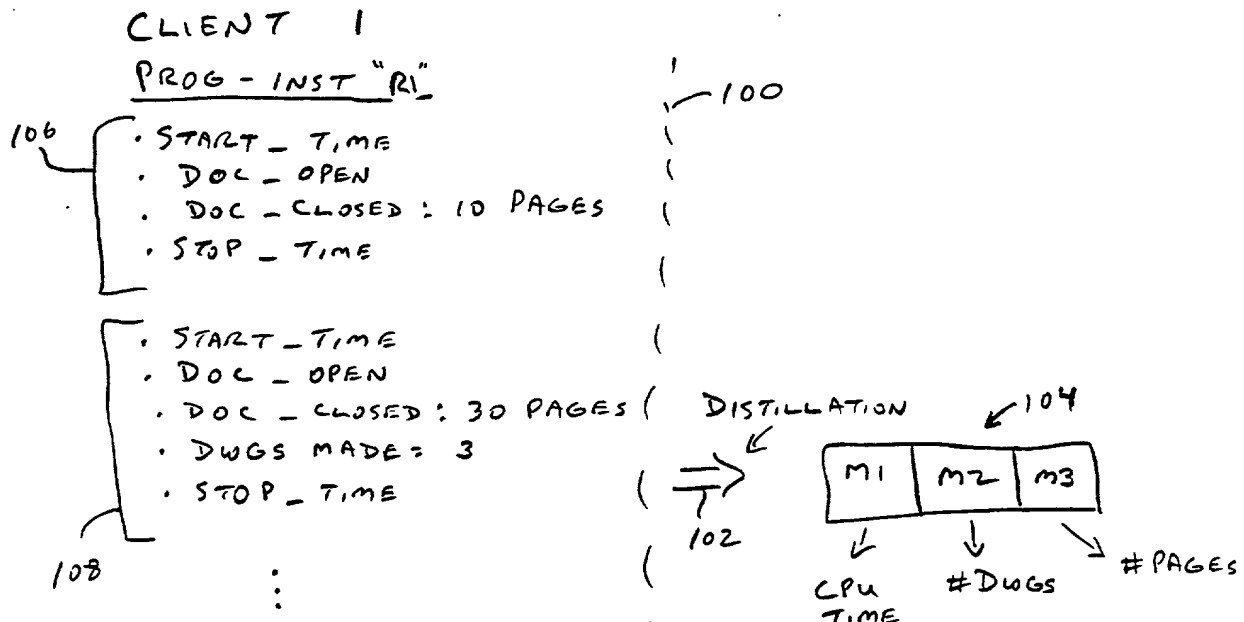 CLIENT 1
PROG - INST "R1"
100
106
· START _ TIME
· DOC _ OPEN
· DOC _ CLOSED : 10 PAGES
· STOP _ TIME
· START _ TIME
· DOC _ OPEN
· DOC _ CLOSED : 30 PAGES
· DWGS MADE = 3
· STOP _ TIME
108
DISTILLATION
104
102
M1 M2 M3
CPU TIME
#DWGS
#PAGES